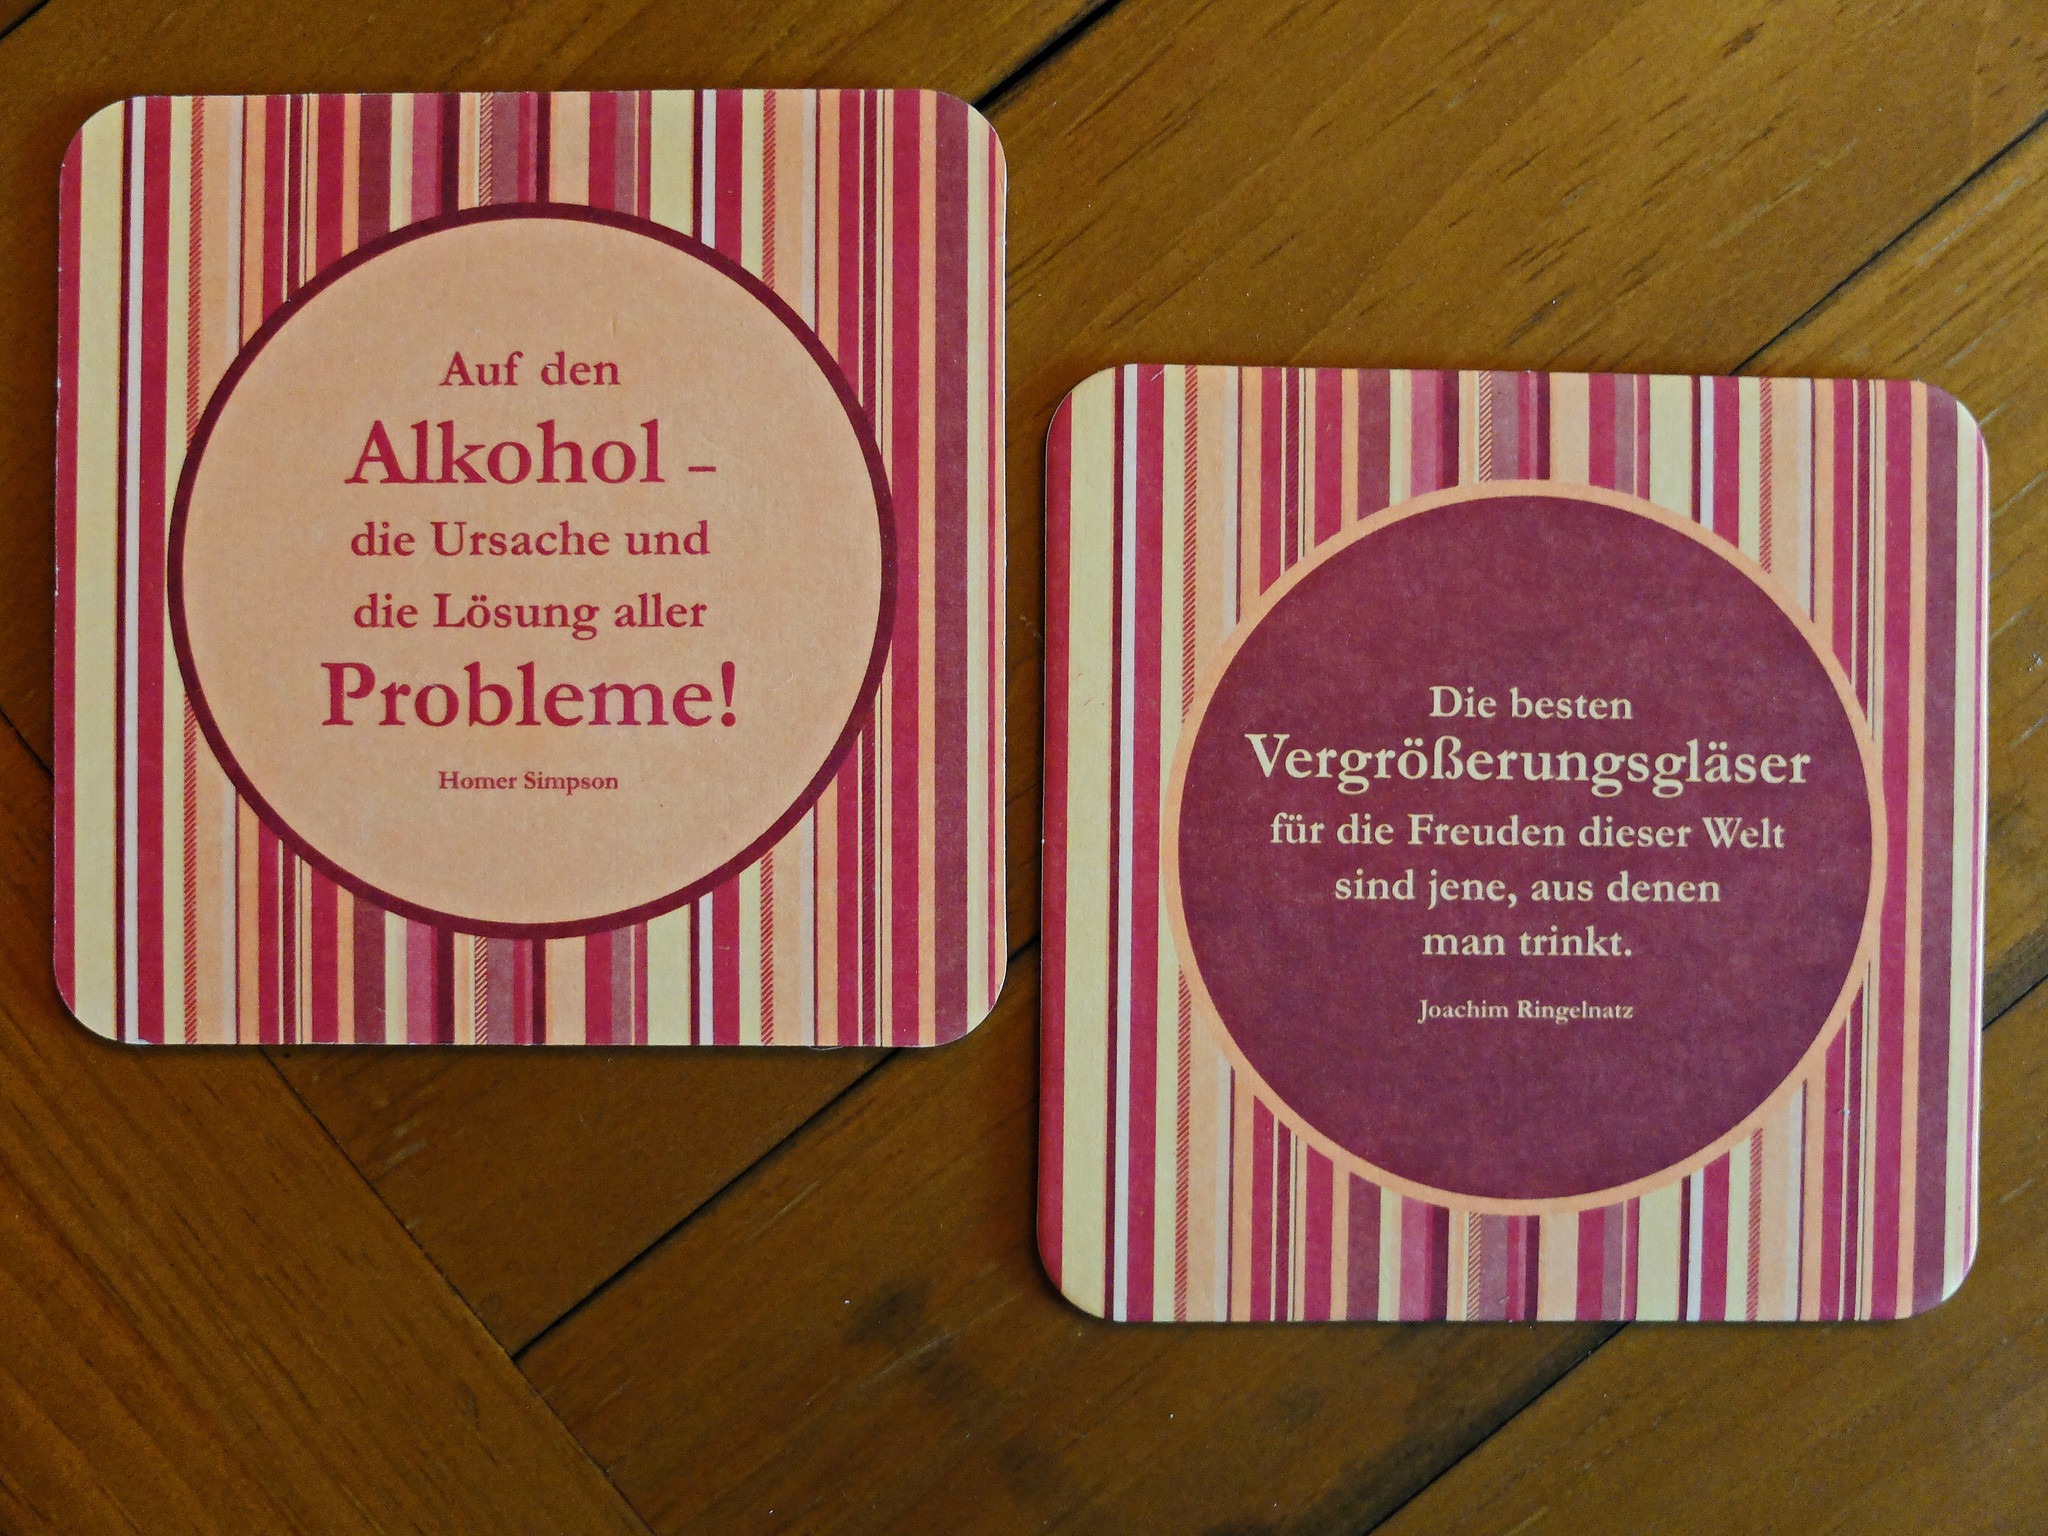 Auf den
Alkohol –
die Ursache und
die Lösung aller
Probleme!
Homer Simpson
Die besten
Vergrößerungsgläser
für die Freuden dieser Welt
sind jene, aus denen
man trinkt.
Joachim Ringelnatz